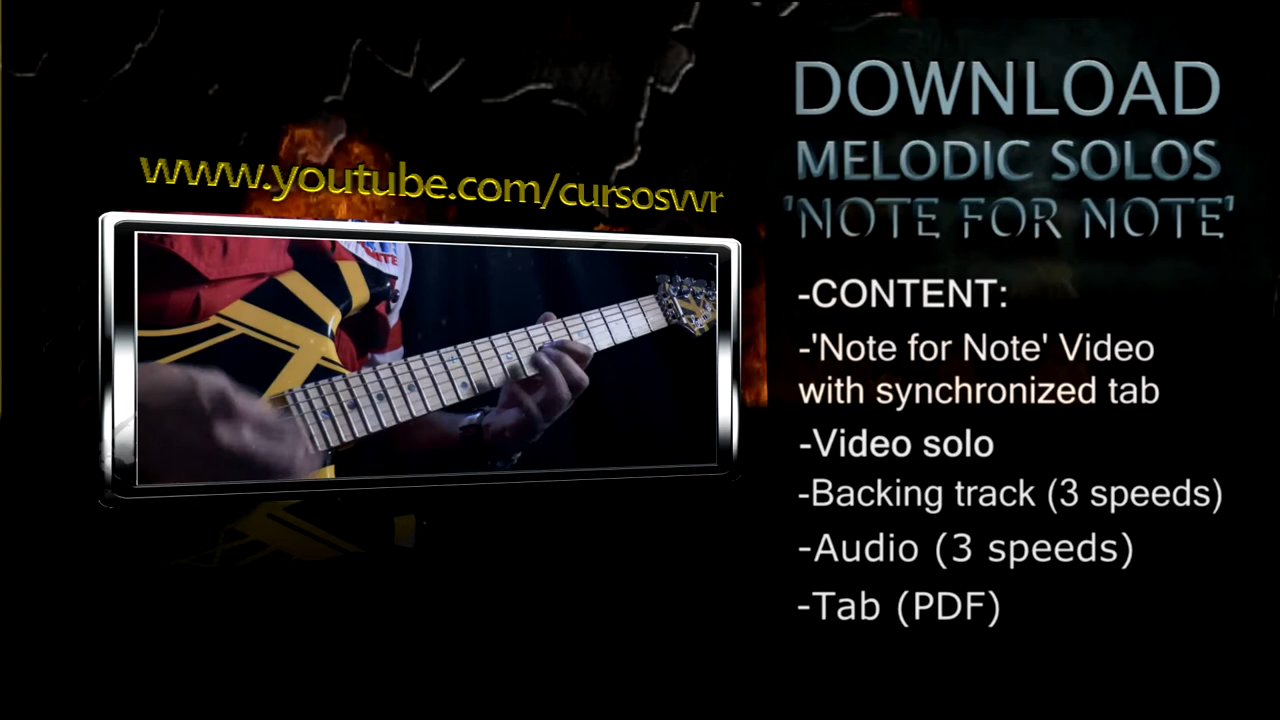 www.youtube.com/cursosvvr
DOWNLOAD
MELODIC SOLOS
'NOTE FOR NOTE'
-CONTENT:
-'Note for Note' Video
with synchronized tab
-Video solo
-Backing track (3 speeds)
-Audio (3 speeds)
-Tab (PDF)